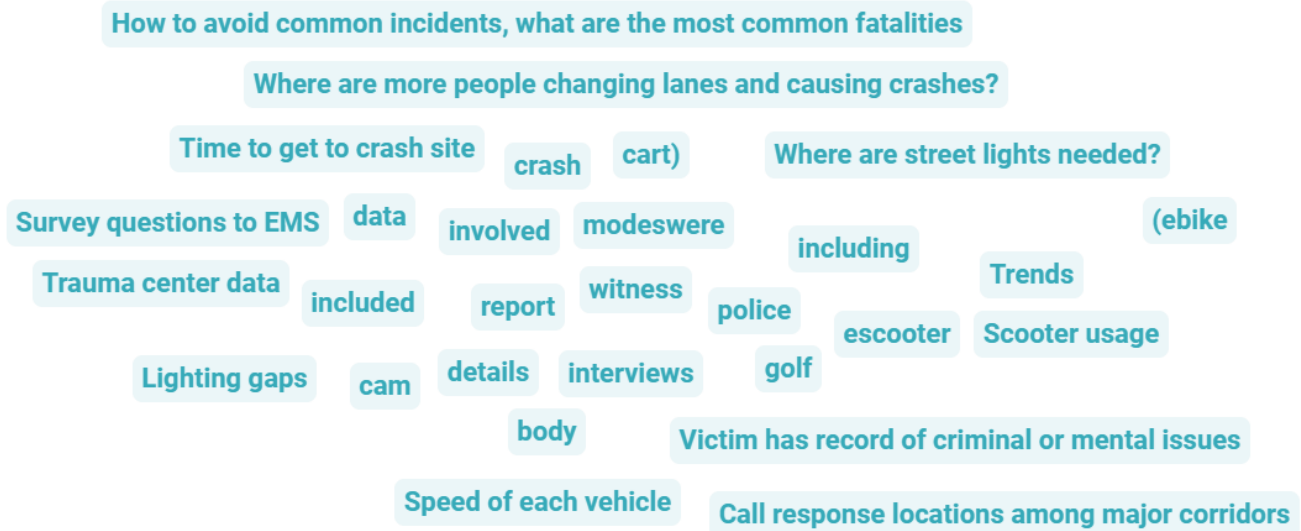 How to avoid common incidents, what are the most common fatalities
Where are more people changing lanes and causing crashes?
Time to get to crash site
crash
cart)
Where are street lights needed?
Survey questions to EMS
data
involved
modeswere
including
(ebike
Trauma center data
included
report
witness
police
Trends
escooter
Scooter usage
Lighting gaps
cam
details
interviews
golf
body
Victim has record of criminal or mental issues
Speed of each vehicle
Call response locations among major corridors